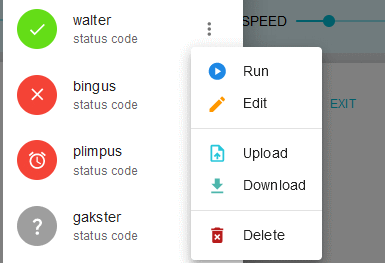 walter
status code
SPEED
Run
bingus
status code
Edit
EXIT
plimpus
status code
Upload
Download
gakster
status code
Delete